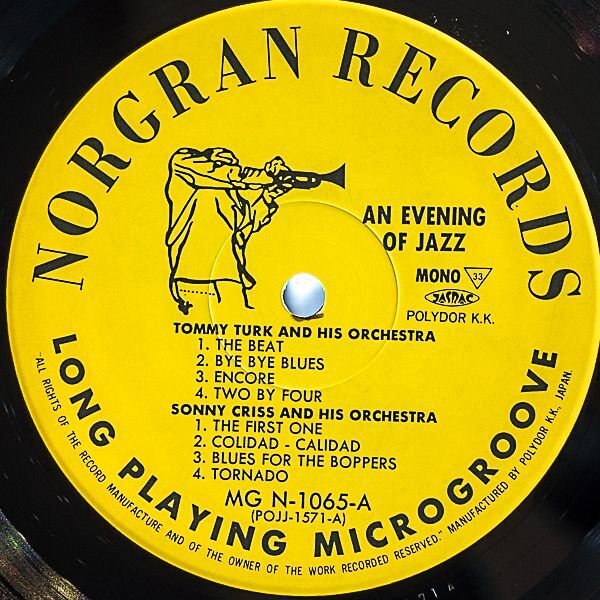 NORGRAN RECORDS
AN EVENING
OF JAZZ
MONO 33
JASRAC
POLYDOR K.K.
TOMMY TURK AND HIS ORCHESTRA
1. THE BEAT
2. BYE BYE BLUES
3. ENCORE
4. TWO BY FOUR
SONNY CRISS AND HIS ORCHESTRA
1. THE FIRST ONE
2. COLIDAD - CALIDAD
3. BLUES FOR THE BOPPERS
4. TORNADO
MG N-1065-A
(POJJ-1571-A)
LONG PLAYING MICROGROOVE
"ALL RIGHTS OF THE RECORD MANUFACTURE AND OF THE OWNER OF THE WORK RECORDED RESERVED." MANUFACTURED BY POLYDOR K.K., JAPAN.